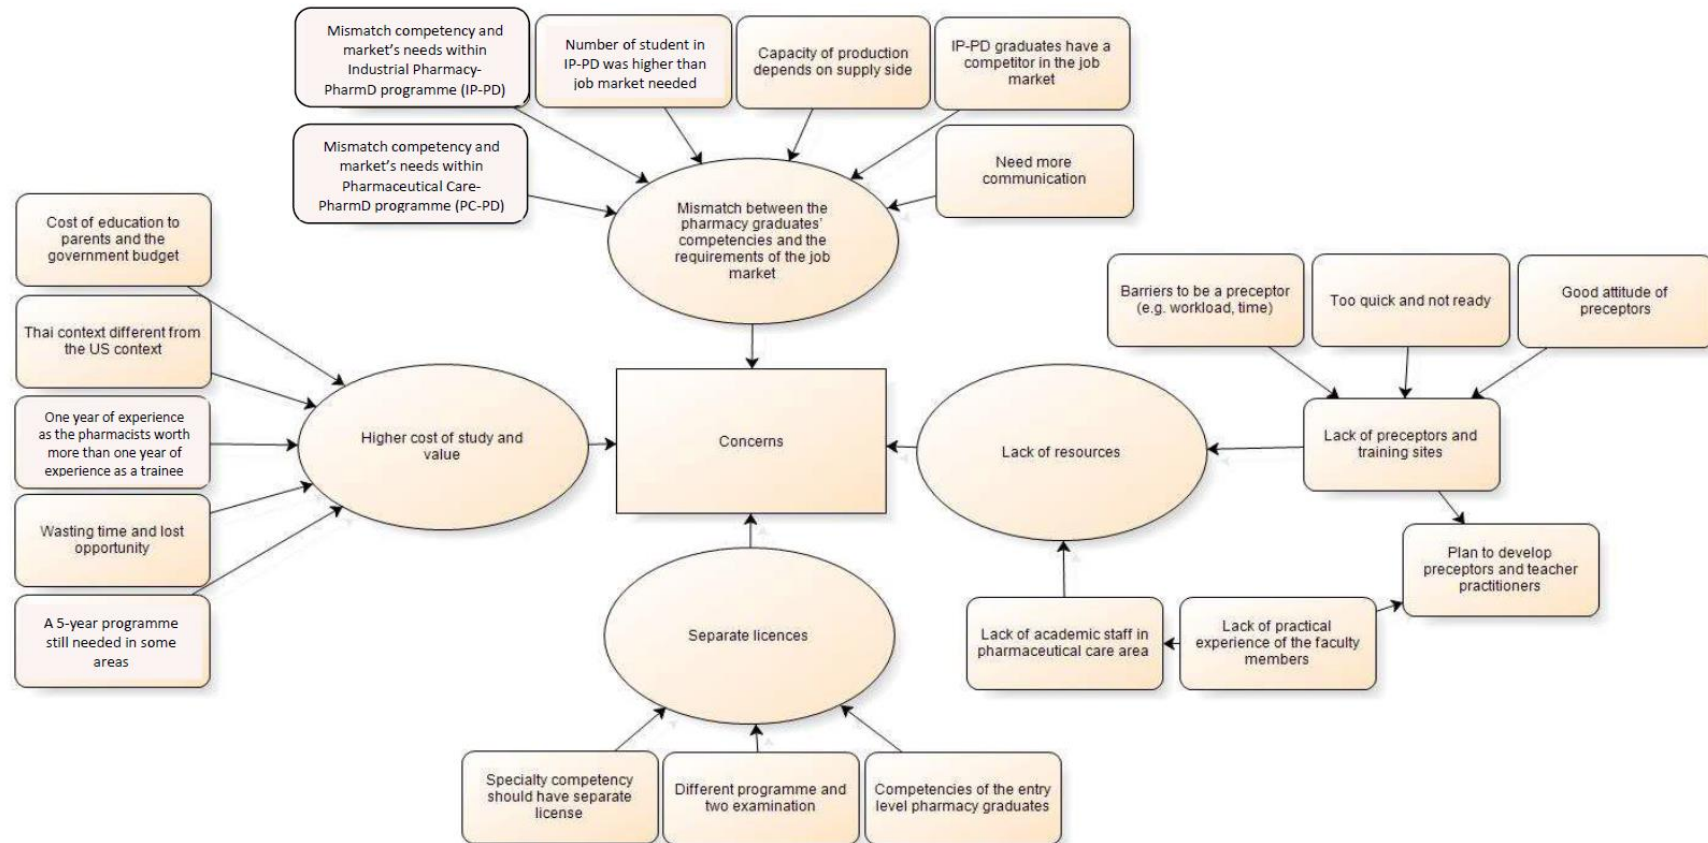 Mismatch competency and
market's needs within
Industrial Pharmacy-
PharmD programme (IP-PD)
Number of student in
IP-PD was higher than
job market needed
Capacity of production
depends on supply side
IP-PD graduates have a
competitor in the job
market
Mismatch competency and
market's needs within
Pharmaceutical Care-
PharmD programme (PC-PD)
Need more
communication
Mismatch between the
pharmacy graduates'
competencies and the
requirements of the job
market
Cost of education to
parents and the
government budget
Thai context different from
the US context
One year of experience
as the pharmacists worth
more than one year of
experience as a trainee
Wasting time and lost
opportunity
A 5-year programme
still needed in some
areas
Higher cost of study and
value
Concerns
Lack of resources
Barriers to be a preceptor
(e.g. workload, time)
Too quick and not ready
Good attitude of
preceptors
Lack of preceptors and
training sites
Plan to develop
preceptors and teacher
practitioners
Lack of academic staff in
pharmaceutical care area
Lack of practical
experience of the faculty
members
Separate licences
Specialty competency
should have separate
license
Different programme and
two examination
Competencies of the entry
level pharmacy graduates